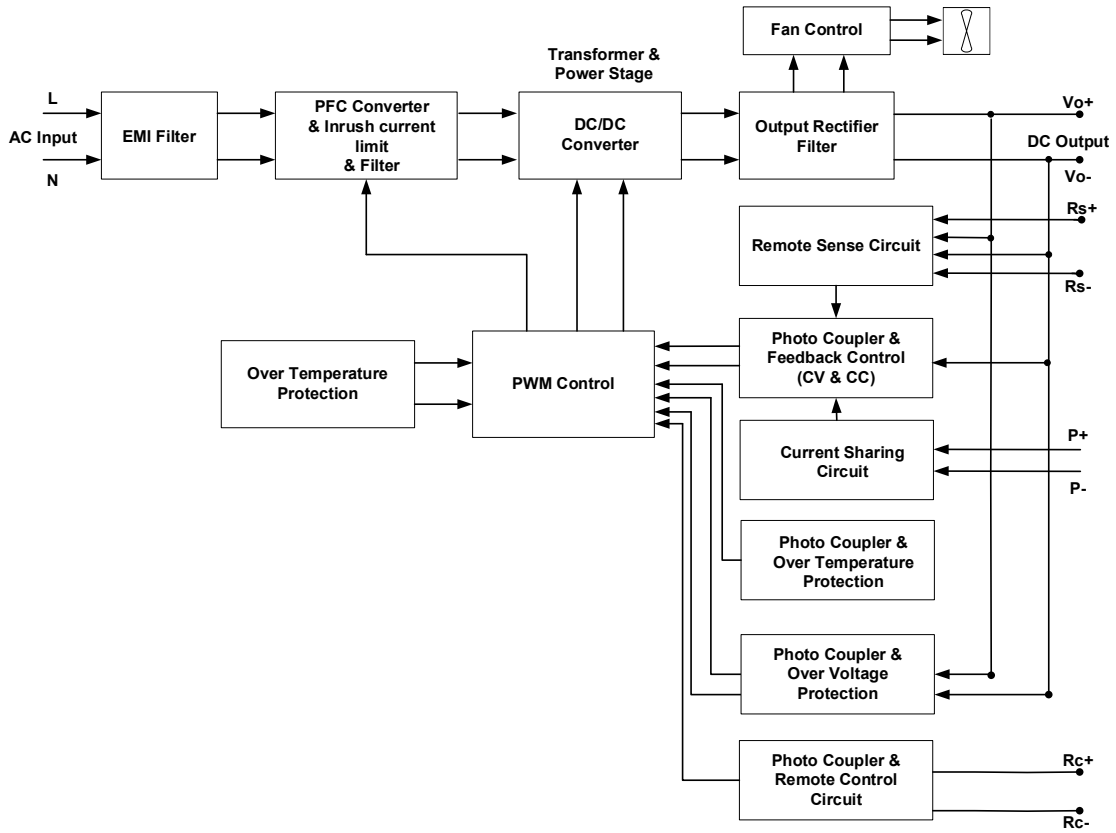 Fan Control
Transformer &
Power Stage
L
AC Input
N
EMI Filter
PFC Converter
& Inrush current
limit
& Filter
DC/DC
Converter
Output Rectifier
Filter
Vo+
DC Output
Vo-
Rs+
Rs-
Remote Sense Circuit
Photo Coupler &
Feedback Control
(CV & CC)
Over Temperature
Protection
PWM Control
Current Sharing
Circuit
P+
P-
Photo Coupler &
Over Temperature
Protection
Photo Coupler &
Over Voltage
Protection
Photo Coupler &
Remote Control
Circuit
Rc+
Rc-